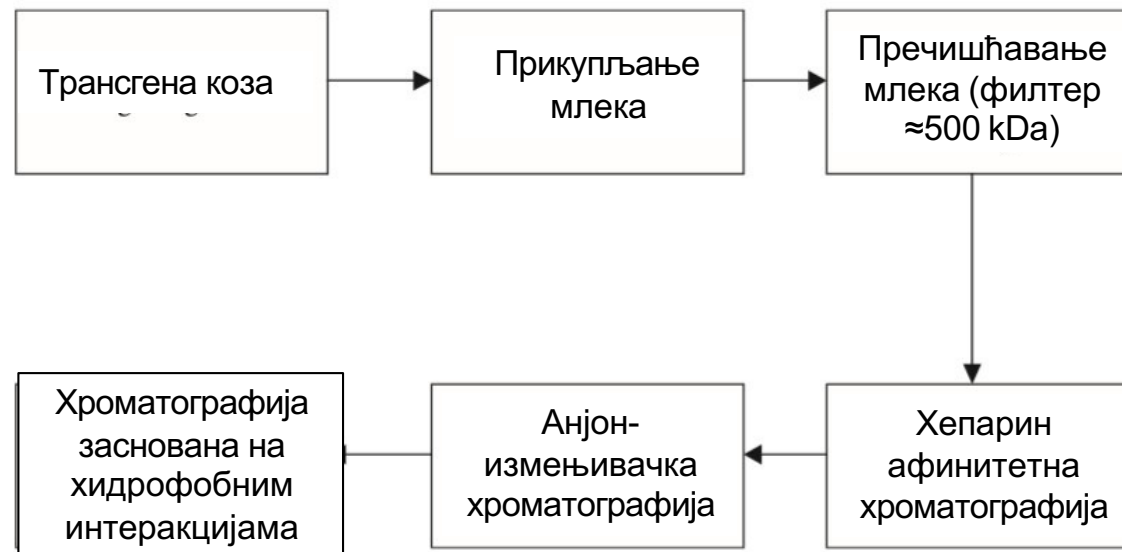 Трансгена коза
Прикупљање
млека
Пречишћавање
млека (филтер
≈500 kDa)
Хроматографија
заснована на
хидрофобним
интеракцијама
Анјон-
измењивачка
хроматографија
Хепарин
афинитетна
хроматографија